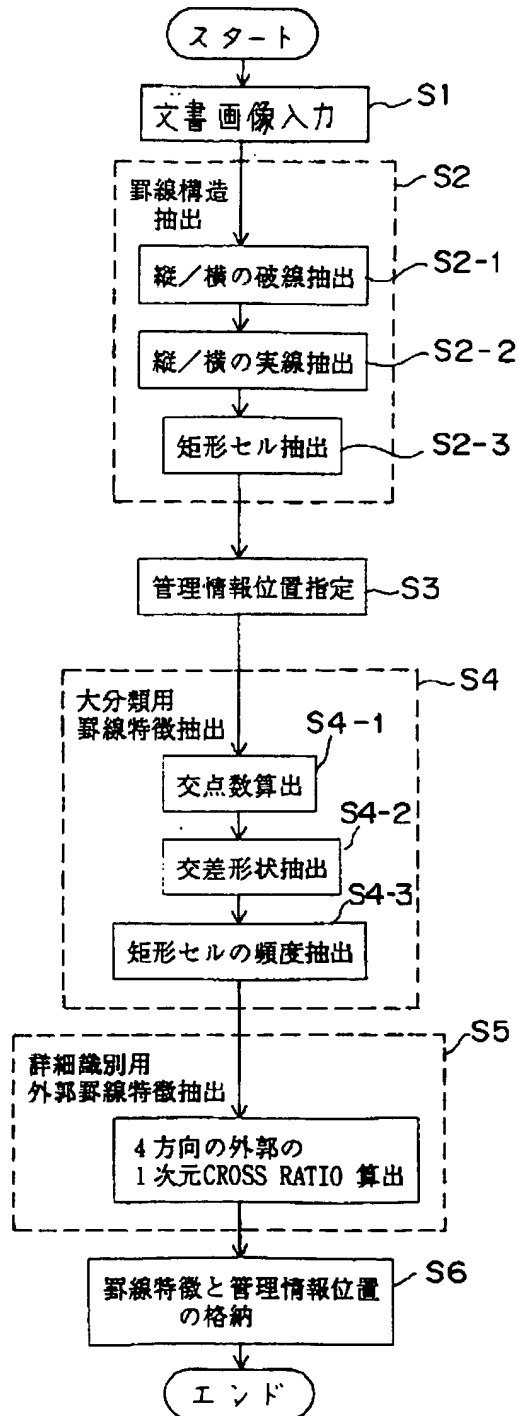 スタート
文書画像入力
S1
S2
罫線構造
抽出
縦/横の破線抽出
S2-1
縦/横の実線抽出
S2-2
矩形セル抽出
S2-3
管理情報位置指定
S3
S4
大分類用
罫線特徴抽出
S4-1
交点数算出
S4-2
交差形状抽出
S4-3
矩形セルの頻度抽出
S5
詳細識別用
外郭罫線特徴抽出
4方向の外郭の
1次元CROSS RATIO 算出
S6
罫線特徴と管理情報位置
の格納
エンド